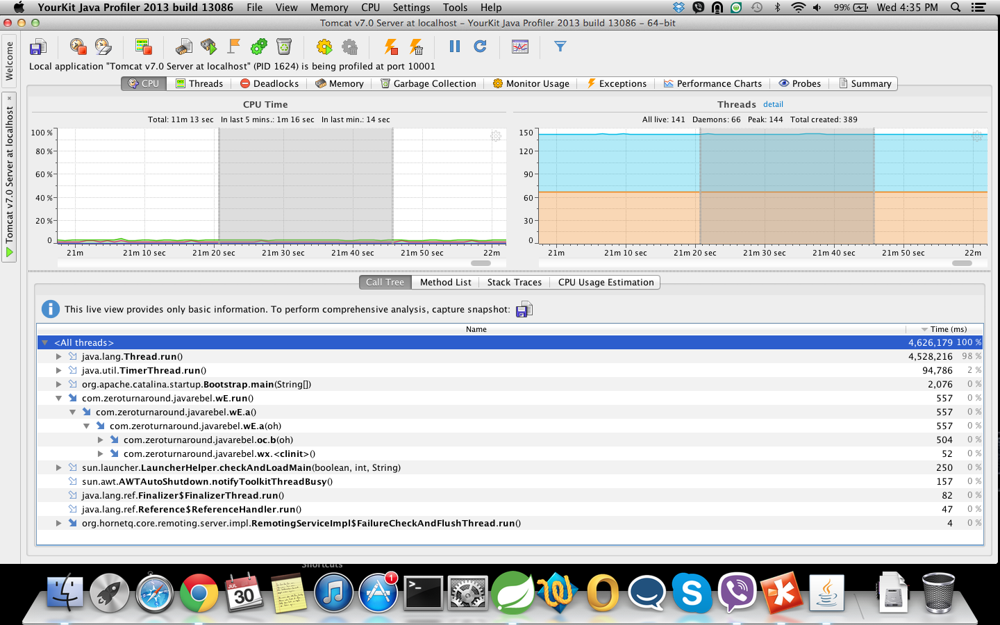 YourKit Java Profiler 2013 build 13086 File View Memory CPU Settings Tools Help 99% Wed 4:35 PM
Tomcat v7.0 Server at localhost – YourKit Java Profiler 2013 build 13086 – 64-bit
Welcome
Tomcat v7.0 Server at localhost
Local application "Tomcat v7.0 Server at localhost" (PID 1624) is being profiled at port 10001
CPU Threads Deadlocks Memory Garbage Collection Monitor Usage Exceptions Performance Charts Probes Summary
CPU Time
Total: 11m 13 sec In last 5 mins.: 1m 16 sec In last min.: 14 sec
100 %
80 %
60 %
40 %
20 %
0
21m 21m 10 sec 21m 20 sec 21m 30 sec 21m 40 sec 21m 50 sec 22m
Threads detail
All live: 141 Daemons: 66 Peak: 144 Total created: 389
150
120
90
60
30
0
21m 21m 10 sec 21m 20 sec 21m 30 sec 21m 40 sec 21m 50 sec 22m
Call Tree Method List Stack Traces CPU Usage Estimation
This live view provides only basic information. To perform comprehensive analysis, capture snapshot:
Name Time (ms)
<All threads> 4,626,179 100 %
java.lang.Thread.run() 4,528,216 98 %
java.util.TimerThread.run() 94,786 2 %
org.apache.catalina.startup.Bootstrap.main(String[]) 2,076 0 %
com.zeroturnaround.javarebel.wE.run() 557 0 %
com.zeroturnaround.javarebel.wE.a() 557 0 %
com.zeroturnaround.javarebel.wE.a(oh) 557 0 %
com.zeroturnaround.javarebel.oc.b(oh) 504 0 %
com.zeroturnaround.javarebel.wx.<clinit>() 52 0 %
sun.launcher.LauncherHelper.checkAndLoadMain(boolean, int, String) 250 0 %
sun.awt.AWTAutoShutdown.notifyToolkitThreadBusy() 157 0 %
java.lang.ref.Finalizer$FinalizerThread.run() 82 0 %
java.lang.ref.Reference$ReferenceHandler.run() 47 0 %
org.hornetq.core.remoting.server.impl.RemotingServiceImpl$FailureCheckAndFlushThread.run() 4 0 %
Shortcuts
JUL
30
1
>_